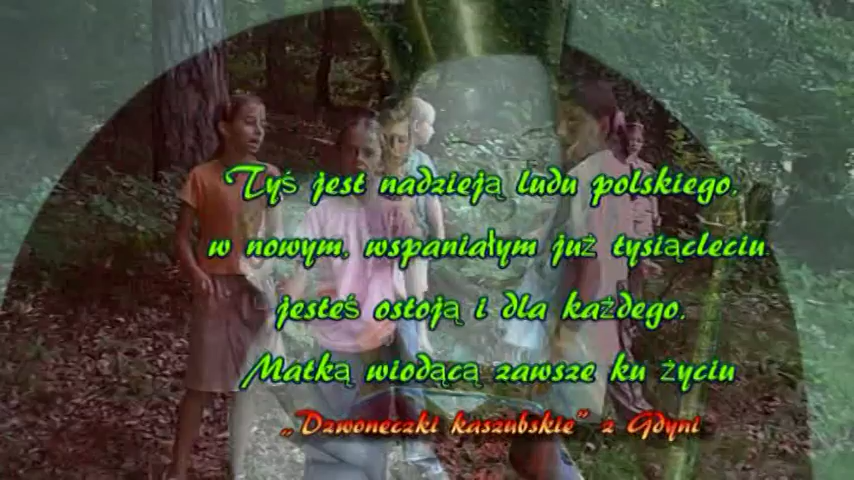 Tyś jest nadzieją ludu polskiego,
w nowym, wspaniałym już tysiącleciu
jesteś ostoją i dla każdego,
Matką wiodącą zawsze ku życiu
„Dzwoneczki kaszubskie” z Gdyni